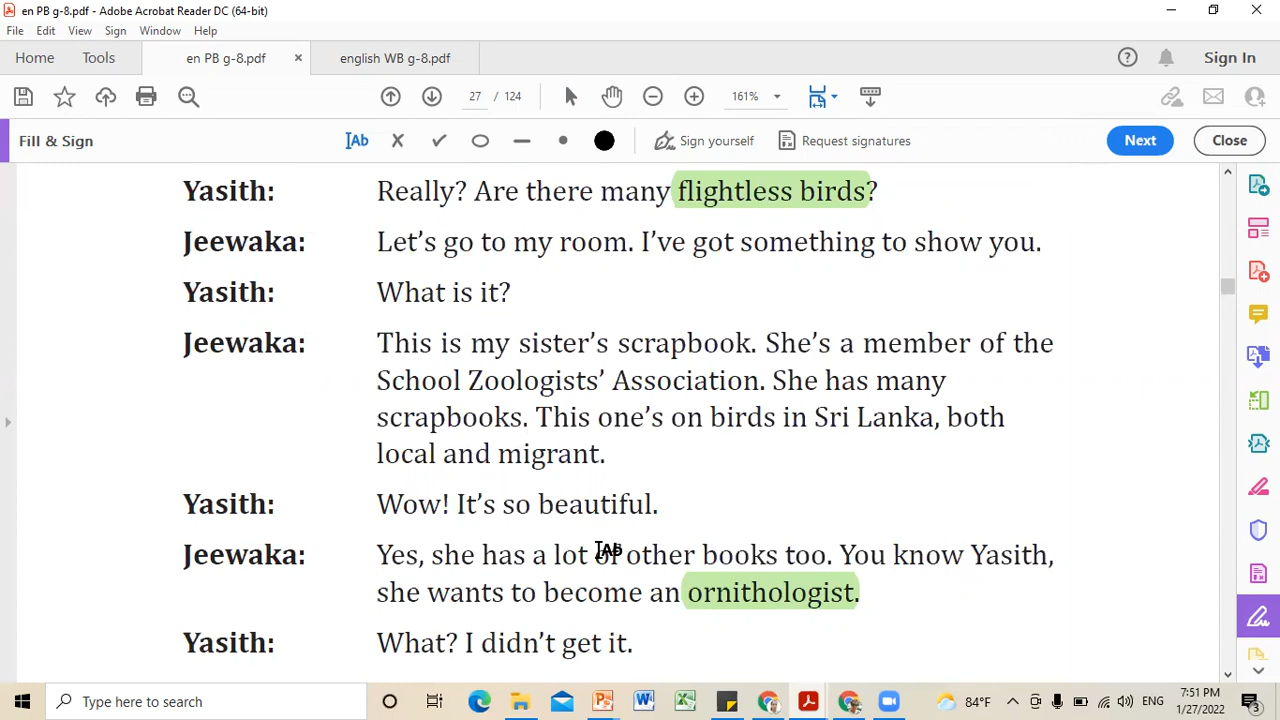 en PB g-8.pdf - Adobe Acrobat Reader DC (64-bit)
File Edit View Sign Window Help
Home Tools en PB g-8.pdf × english WB g-8.pdf Sign In
27 / 124 161%
Fill & Sign Ab Sign yourself Request signatures Next Close
Yasith: Really? Are there many flightless birds?
Jeewaka: Let’s go to my room. I’ve got something to show you.
Yasith: What is it?
Jeewaka: This is my sister’s scrapbook. She’s a member of the
School Zoologists’ Association. She has many
scrapbooks. This one’s on birds in Sri Lanka, both
local and migrant.
Yasith: Wow! It’s so beautiful.
Jeewaka: Yes, she has a lot of other books too. You know Yasith,
she wants to become an ornithologist.
Yasith: What? I didn’t get it.
Type here to search 84°F ENG 7:51 PM
1/27/2022 3